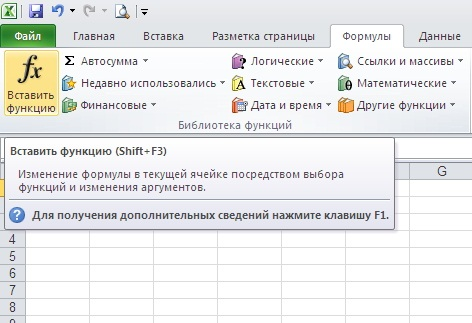 Файл Главная Вставка Разметка страницы Формулы Данные
fx Вставить функцию
Σ Автосумма
Недавно использовались
Финансовые
Логические
Текстовые
Дата и время
Ссылки и массивы
Математические
Другие функции
Библиотека функций
Вставить функцию (Shift+F3)
Изменение формулы в текущей ячейке посредством выбора
функций и изменения аргументов.
Для получения дополнительных сведений нажмите клавишу F1.
G
4
5
6
7
8
9